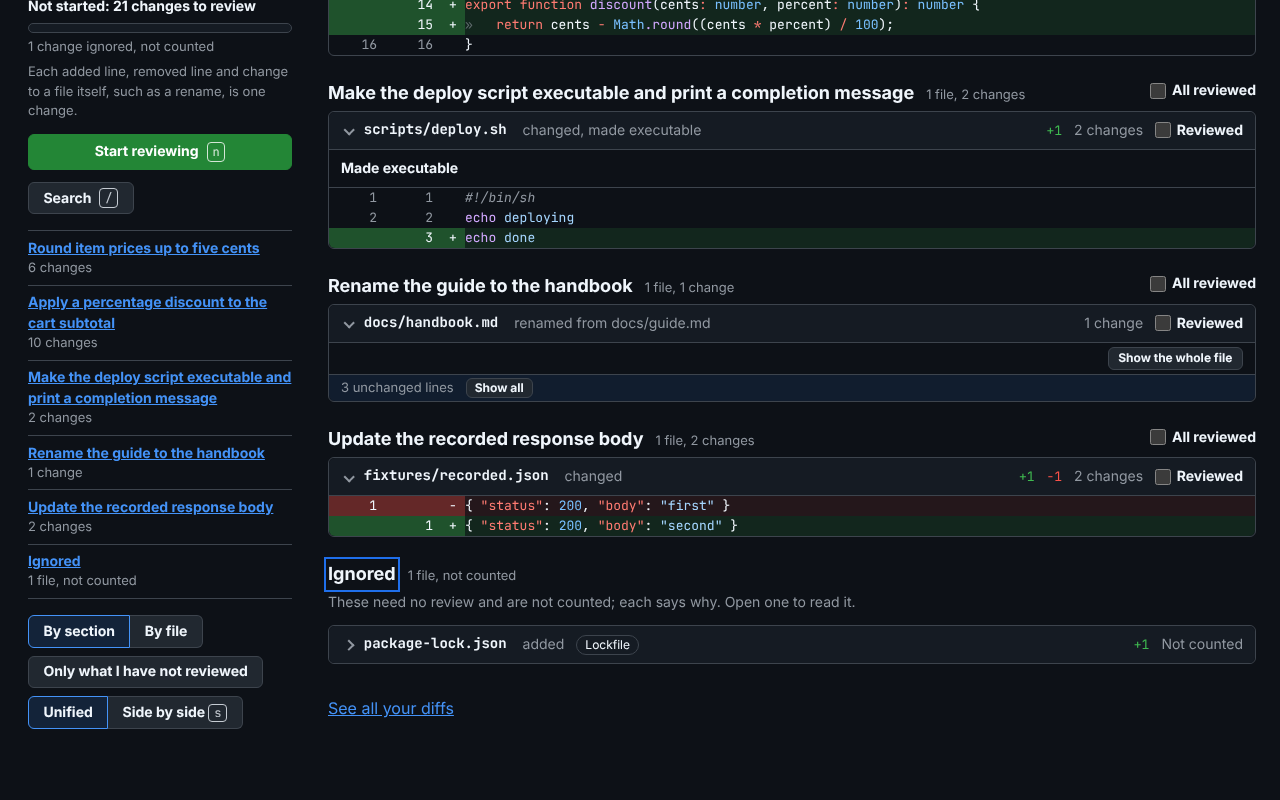 Not started: 21 changes to review
1 change ignored, not counted
Each added line, removed line and change
to a file itself, such as a rename, is one
change.
Start reviewing n
Search /
Round item prices up to five cents
6 changes
Apply a percentage discount to the
cart subtotal
10 changes
Make the deploy script executable and
print a completion message
2 changes
Rename the guide to the handbook
1 change
Update the recorded response body
2 changes
Ignored
1 file, not counted
By section By file
Only what I have not reviewed
Unified Side by side s
14 + export function discount(cents: number, percent: number): number {
15 + » return cents - Math.round((cents * percent) / 100);
16 16 }
Make the deploy script executable and print a completion message 1 file, 2 changes All reviewed
scripts/deploy.sh changed, made executable +1 2 changes Reviewed
Made executable
1 1 #!/bin/sh
2 2 echo deploying
3 + echo done
Rename the guide to the handbook 1 file, 1 change All reviewed
docs/handbook.md renamed from docs/guide.md 1 change Reviewed
Show the whole file
3 unchanged lines Show all
Update the recorded response body 1 file, 2 changes All reviewed
fixtures/recorded.json changed +1 -1 2 changes Reviewed
1 - { "status": 200, "body": "first" }
1 + { "status": 200, "body": "second" }
Ignored 1 file, not counted
These need no review and are not counted; each says why. Open one to read it.
package-lock.json added Lockfile +1 Not counted
See all your diffs